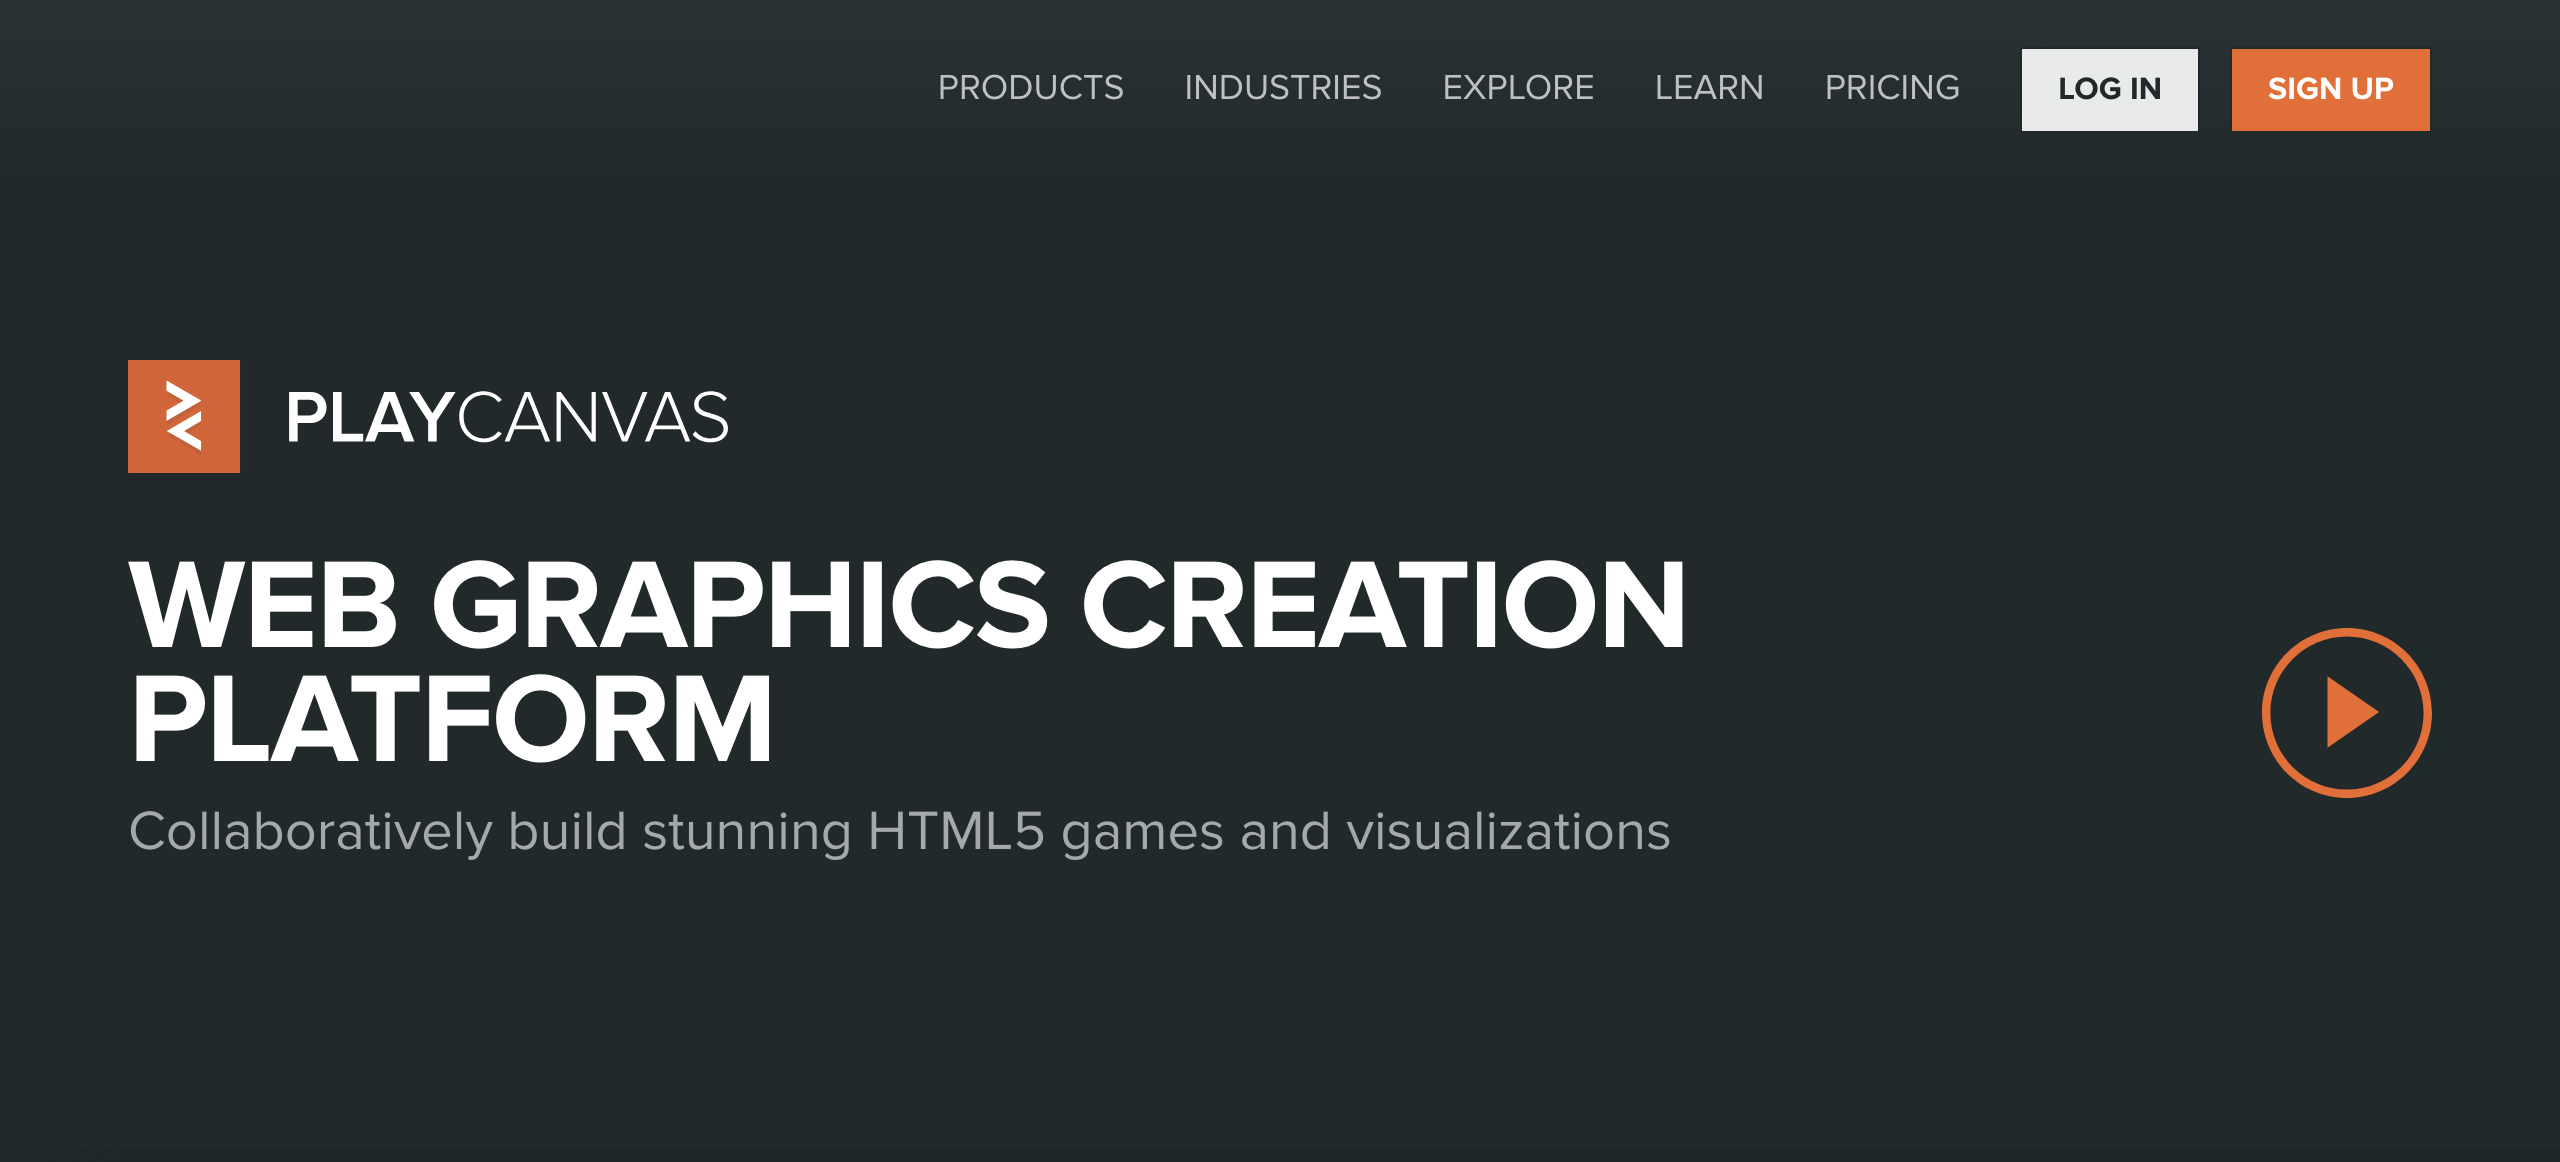 PRODUCTS INDUSTRIES EXPLORE LEARN PRICING LOG IN SIGN UP
PLAYCANVAS
WEB GRAPHICS CREATION
PLATFORM
Collaboratively build stunning HTML5 games and visualizations